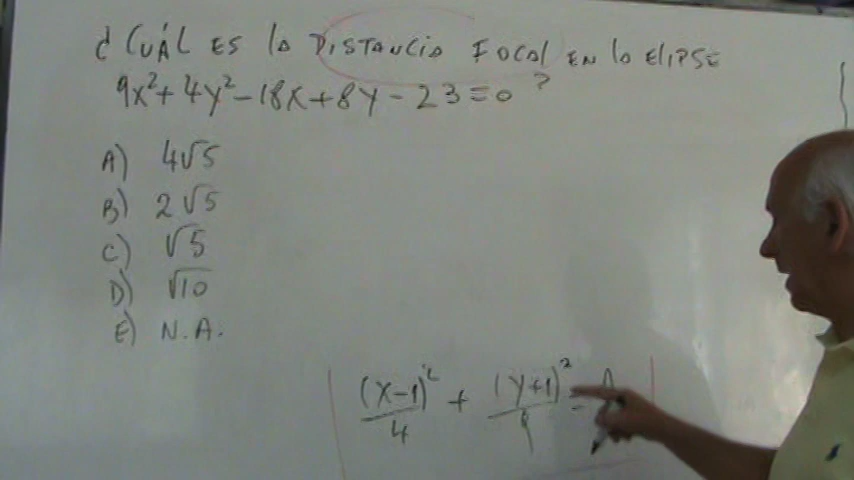 ¿ CUÁL ES la DISTANCIA FOCAL EN la ElIPSE
9x²+4y²-18x+8y-23=0 ?
A) 4√5
B) 2√5
C) √5
D) √10
E) N.A.
(x-1)²/4 + (y+1)²/9 =